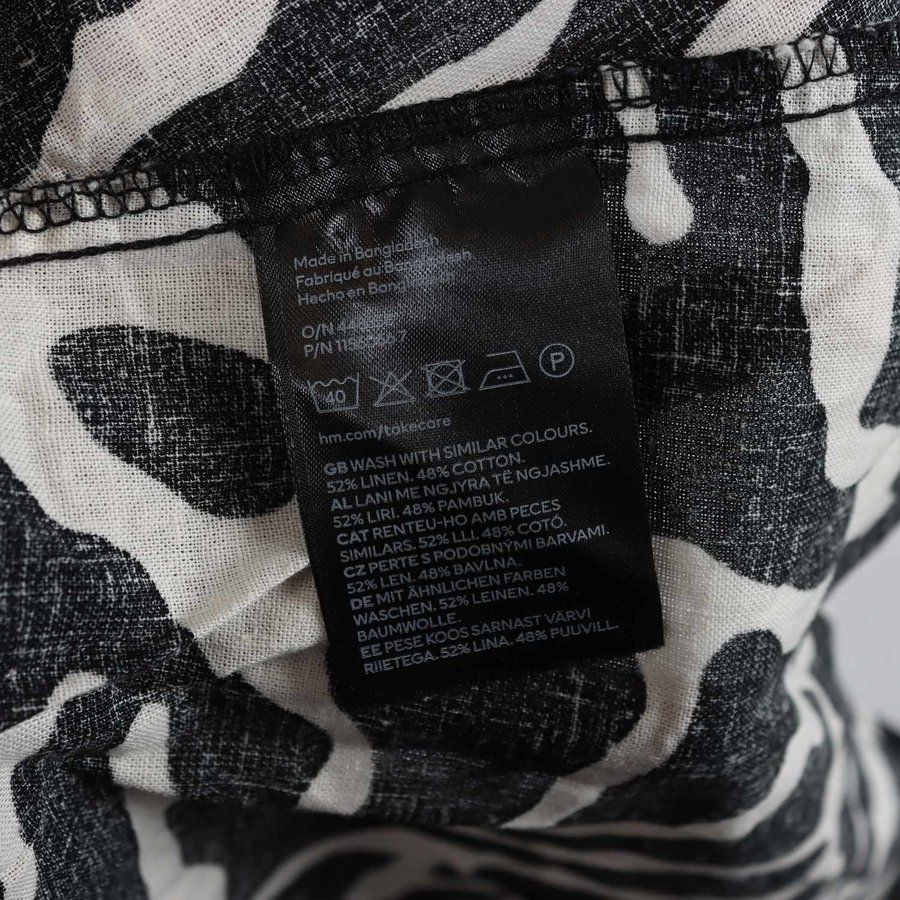 Made in Bangladesh
Fabriqué au Bangladesh
Hecho en Bangladesh
O/N
P/N
40
P
hm.com/takecare
GB WASH WITH SIMILAR COLOURS.
52% LINEN. 48% COTTON.
AL LANI ME NGJYRA TË NGJASHME.
52% LIRI. 48% PAMBUK.
CAT RENTEU-HO AMB PECES
SIMILARS. 52% LLI. 48% COTÓ.
CZ PERTE S PODOBNÝMI BARVAMI.
52% LEN. 48% BAVLNA.
DE MIT ÄHNLICHEN FARBEN
WASCHEN. 52% LEINEN. 48%
BAUMWOLLE.
EE PESE KOOS SARNAST VÄRVI
RIIETEGA. 52% LINA. 48% PUUVILL.